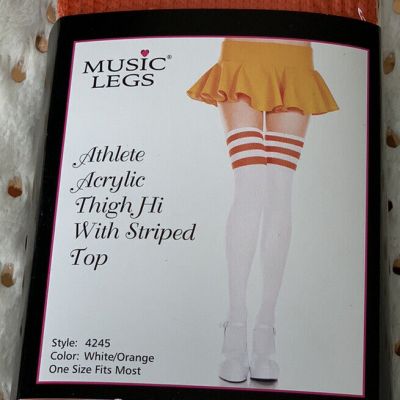 MUSIC®
LEGS
Athlete
Acrylic
Thigh Hi
With Striped
Top
Style: 4245
Color: White/Orange
One Size Fits Most